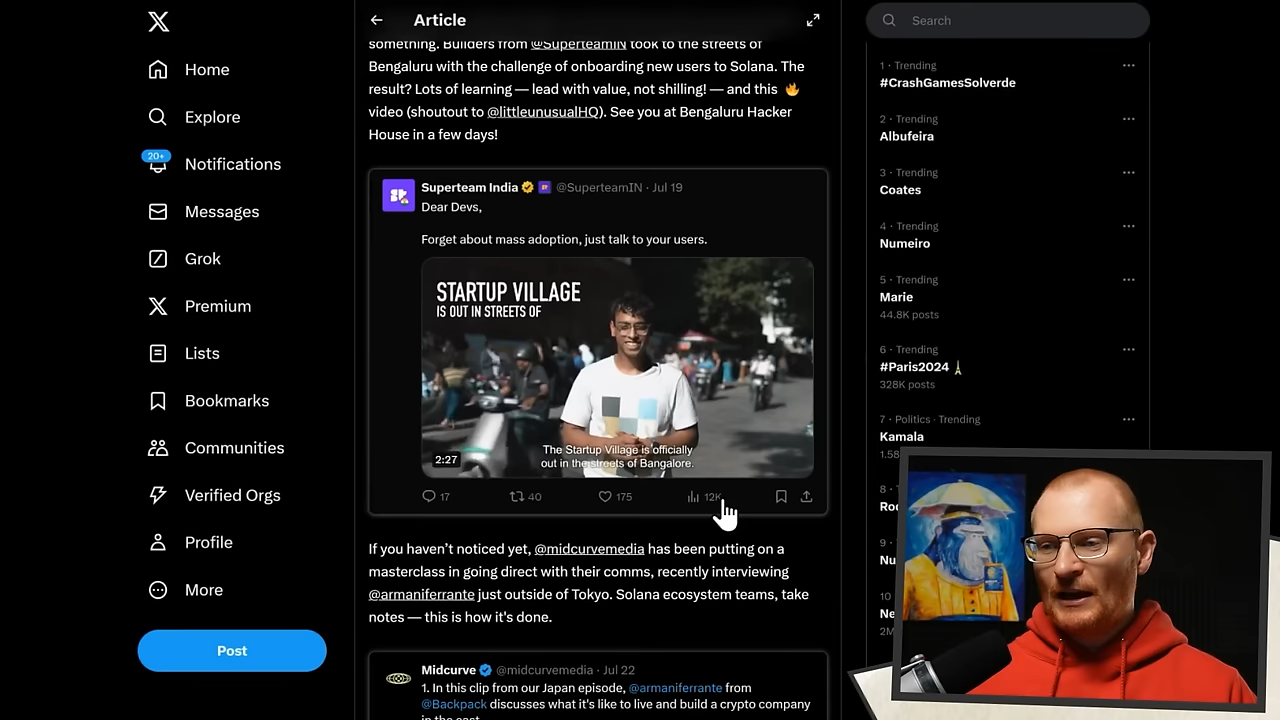 Home
Explore
20+
Notifications
Messages
Grok
Premium
Lists
Bookmarks
Communities
Verified Orgs
Profile
More
Post
Article
something. Builders from @SuperteamIN took to the streets of
Bengaluru with the challenge of onboarding new users to Solana. The
result? Lots of learning — lead with value, not shilling! — and this 🔥
video (shoutout to @littleunusualHQ). See you at Bengaluru Hacker
House in a few days!
Superteam India @SuperteamIN · Jul 19
Dear Devs,
Forget about mass adoption, just talk to your users.
STARTUP VILLAGE
IS OUT IN STREETS OF
The Startup Village is officially
out in the streets of Bangalore.
2:27
17 40 175 12K
If you haven't noticed yet, @midcurvemedia has been putting on a
masterclass in going direct with their comms, recently interviewing
@armaniferrante just outside of Tokyo. Solana ecosystem teams, take
notes — this is how it's done.
Midcurve @midcurvemedia · Jul 22
1. In this clip from our Japan episode, @armaniferrante from
@Backpack discusses what it's like to live and build a crypto company
in the east.
Search
1 · Trending
#CrashGamesSolverde
2 · Trending
Albufeira
3 · Trending
Coates
4 · Trending
Numeiro
5 · Trending
Marie
44.8K posts
6 · Trending
#Paris2024
328K posts
7 · Politics · Trending
Kamala
1.58
8 ·
9 ·
10